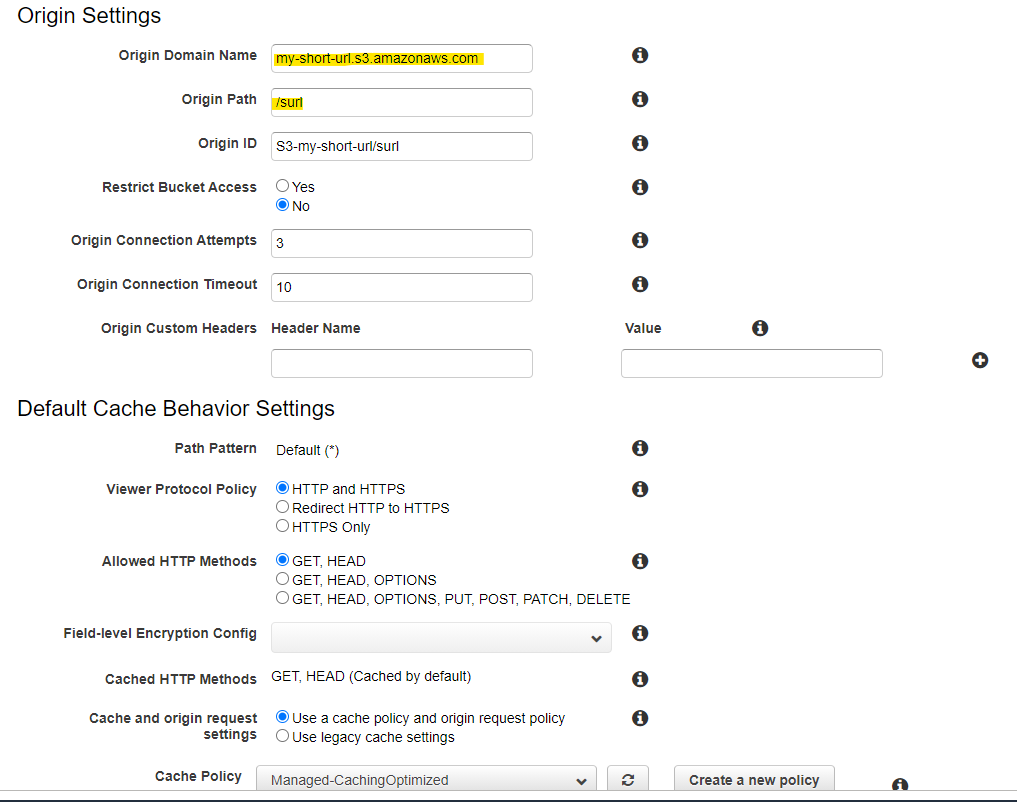 Origin Settings
Origin Domain Name my-short-url.s3.amazonaws.com
Origin Path /surl
Origin ID S3-my-short-url/surl
Restrict Bucket Access Yes
No
Origin Connection Attempts 3
Origin Connection Timeout 10
Origin Custom Headers Header Name Value
Default Cache Behavior Settings
Path Pattern Default (*)
Viewer Protocol Policy HTTP and HTTPS
Redirect HTTP to HTTPS
HTTPS Only
Allowed HTTP Methods GET, HEAD
GET, HEAD, OPTIONS
GET, HEAD, OPTIONS, PUT, POST, PATCH, DELETE
Field-level Encryption Config
Cached HTTP Methods GET, HEAD (Cached by default)
Cache and origin request Use a cache policy and origin request policy
settings Use legacy cache settings
Cache Policy Managed-CachingOptimized Create a new policy